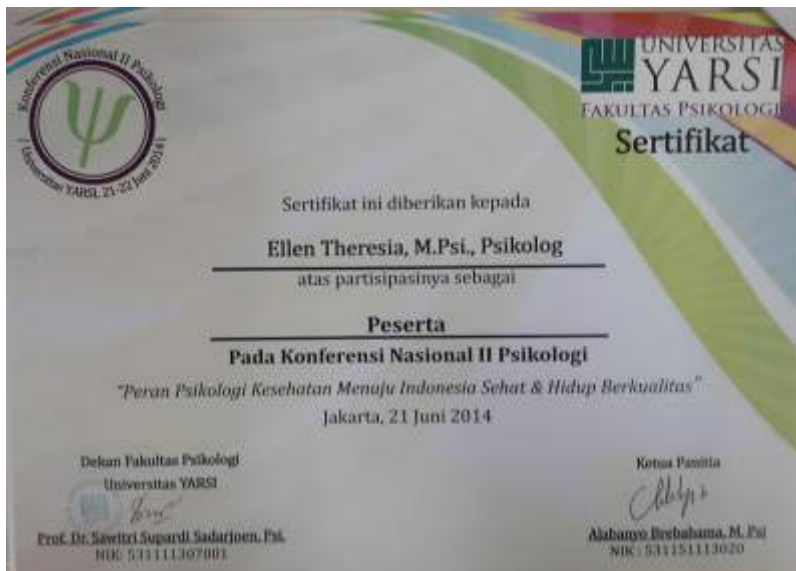 Konferensi Nasional II Psikologi
Universitas YARSI, 21-22 Juni 2014
UNIVERSITAS
YARSI
FAKULTAS PSIKOLOGI
Sertifikat
Sertifikat ini diberikan kepada
Ellen Theresia, M.Psi., Psikolog
atas partisipasinya sebagai
Peserta
Pada Konferensi Nasional II Psikologi
"Peran Psikologi Kesehatan Menuju Indonesia Sehat & Hidup Berkualitas"
Jakarta, 21 Juni 2014
Dekan Fakultas Psikologi
Universitas YARSI
Prof. Dr. Sawitri Supardi Sadarjoen, Psi.
NIK: 531111307001
Ketua Panitia
Alabanyo Brebahama, M. Psi
NIK : 531151113020